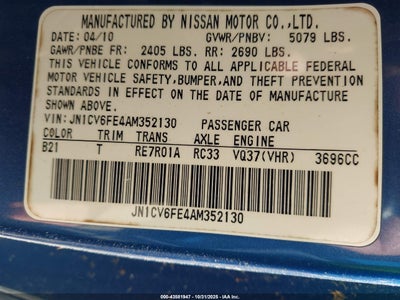 MANUFACTURED BY NISSAN MOTOR CO.,LTD.
DATE: 04/10 GVWR/PNBV: 5079 LBS.
GAWR/PNBE FR: 2405 LBS. RR: 2690 LBS.
THIS VEHICLE CONFORMS TO ALL APPLICABLE FEDERAL
MOTOR VEHICLE SAFETY,BUMPER,AND THEFT PREVENTION
STANDARDS IN EFFECT ON THE DATE OF MANUFACTURE
SHOWN ABOVE.
VIN: JN1CV6FE4AM352130 PASSENGER CAR
COLOR TRIM TRANS AXLE ENGINE
B21 T RE7R01A RC33 VQ37(VHR) 3696CC
JN1CV6FE4AM352130
000-43581947 - (10/31/2025 - IAA Inc.